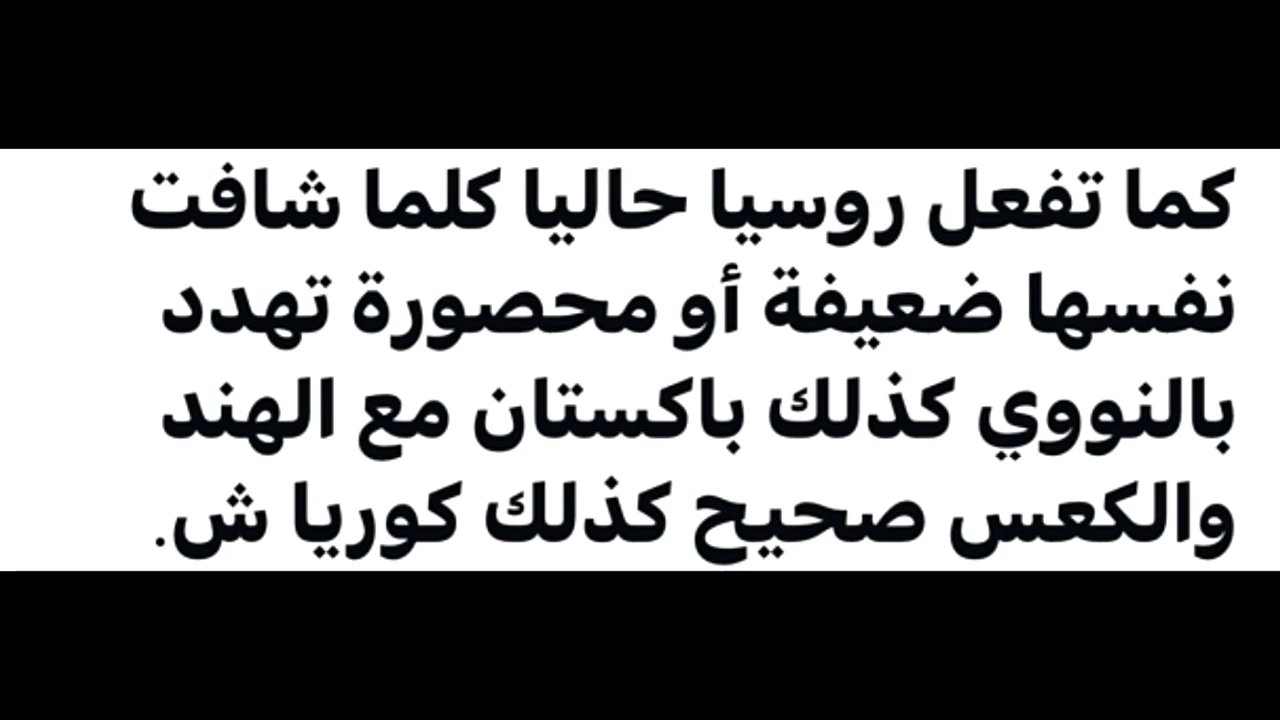 كما تفعل روسيا حاليا كلما شافت
نفسها ضعيفة أو محصورة تهدد
بالنووي كذلك باكستان مع الهند
والكعس صحيح كذلك كوريا ش.